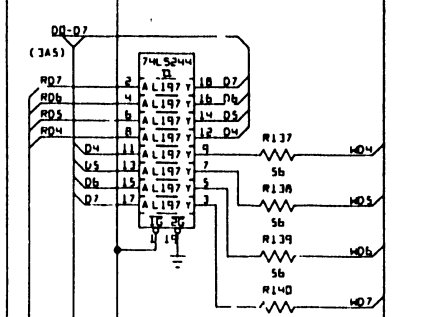 D0-D7
(3A5)
74LS244
RD7 2 A L197 Y 18 D7
RD6 4 A L197 Y 16 D6
RD5 6 A L197 Y 14 D5
RD4 8 A L197 Y 12 D4
R137
D4 11 A L197 Y 9 WD4
56
D5 13 A L197 Y 7
R138
WD5
D6 15 A L197 Y 5
56
D7 17 A L197 Y 3
1G 2G
R139
1 19
WD6
56
R140
WD7